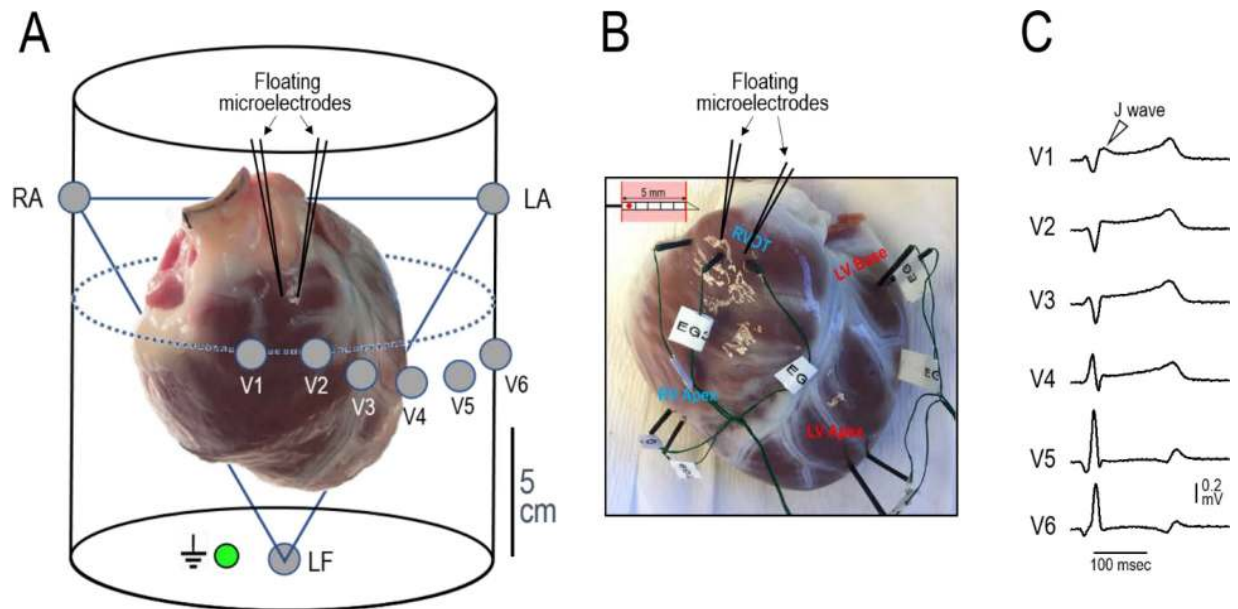 A
Floating
microelectrodes
RA
LA
V1
V2
V3
V4
V5
V6
5
cm
LF
B
Floating
microelectrodes
5 mm
RVOT
LV Base
EG
EG
EG
RV Apex
LV Apex
C
J wave
V1
V2
V3
V4
V5
V6
0.2
mV
100 msec